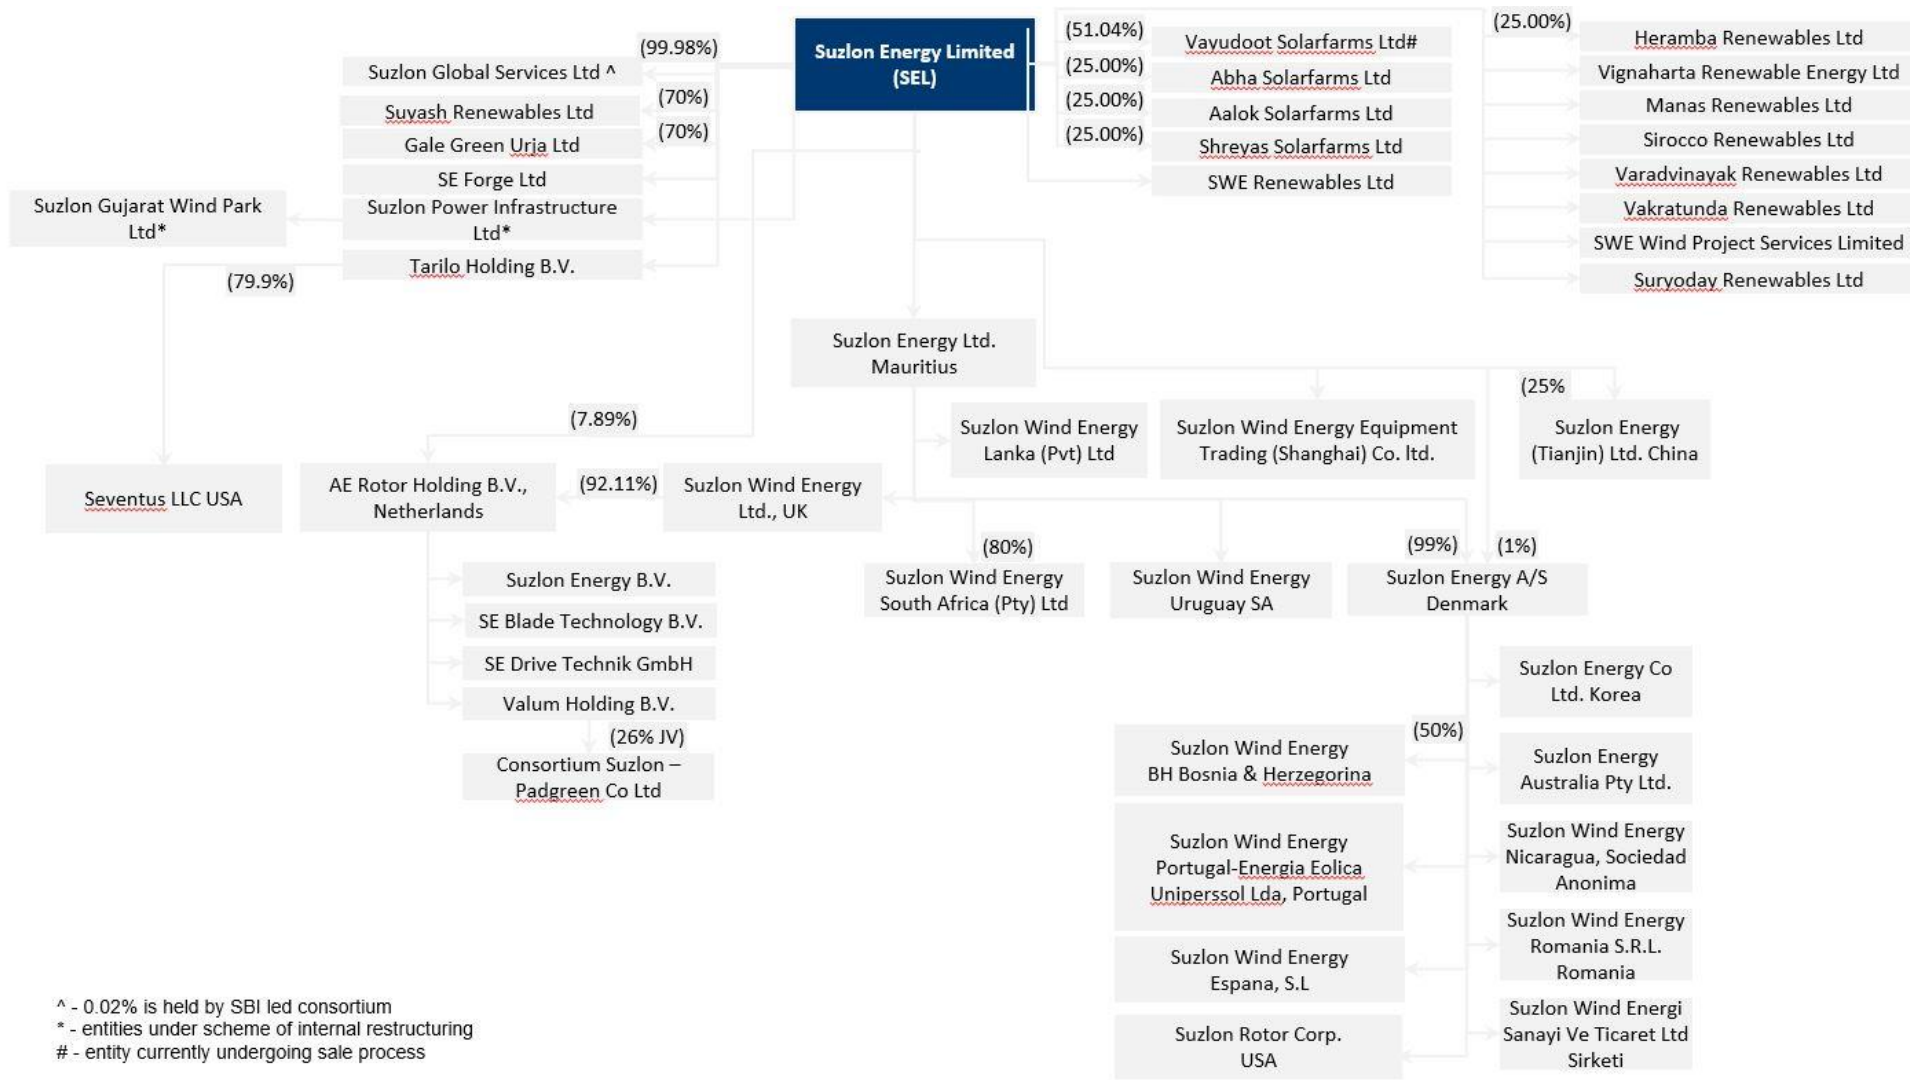 Suzlon Energy Limited
(SEL)
(99.98%)
Suzlon Global Services Ltd ^
(70%)
Suyash Renewables Ltd
(70%)
Gale Green Urja Ltd
SE Forge Ltd
Suzlon Power Infrastructure
Ltd*
Suzlon Gujarat Wind Park
Ltd*
Tarilo Holding B.V.
(79.9%)
(51.04%)
Vayudoot Solarfarms Ltd#
(25.00%)
Abha Solarfarms Ltd
(25.00%)
Aalok Solarfarms Ltd
(25.00%)
Shreyas Solarfarms Ltd
SWE Renewables Ltd
(25.00%)
Heramba Renewables Ltd
Vignaharta Renewable Energy Ltd
Manas Renewables Ltd
Sirocco Renewables Ltd
Varadvinayak Renewables Ltd
Vakratunda Renewables Ltd
SWE Wind Project Services Limited
Suryoday Renewables Ltd
Suzlon Energy Ltd.
Mauritius
(7.89%)
(25%
Suzlon Wind Energy
Lanka (Pvt) Ltd
Suzlon Wind Energy Equipment
Trading (Shanghai) Co. ltd.
Suzlon Energy
(Tianjin) Ltd. China
Seventus LLC USA
AE Rotor Holding B.V.,
Netherlands
(92.11%)
Suzlon Wind Energy
Ltd., UK
(80%)
(99%)
(1%)
Suzlon Wind Energy
South Africa (Pty) Ltd
Suzlon Wind Energy
Uruguay SA
Suzlon Energy A/S
Denmark
Suzlon Energy B.V.
SE Blade Technology B.V.
SE Drive Technik GmbH
Valum Holding B.V.
(26% JV)
Consortium Suzlon –
Padgreen Co Ltd
Suzlon Energy Co
Ltd. Korea
(50%)
Suzlon Wind Energy
BH Bosnia & Herzegorina
Suzlon Energy
Australia Pty Ltd.
Suzlon Wind Energy
Portugal-Energia Eolica
Uniperssol Lda, Portugal
Suzlon Wind Energy
Nicaragua, Sociedad
Anonima
Suzlon Wind Energy
Espana, S.L
Suzlon Wind Energy
Romania S.R.L.
Romania
Suzlon Rotor Corp.
USA
Suzlon Wind Energi
Sanayi Ve Ticaret Ltd
Sirketi
^ - 0.02% is held by SBI led consortium
* - entities under scheme of internal restructuring
# - entity currently undergoing sale process